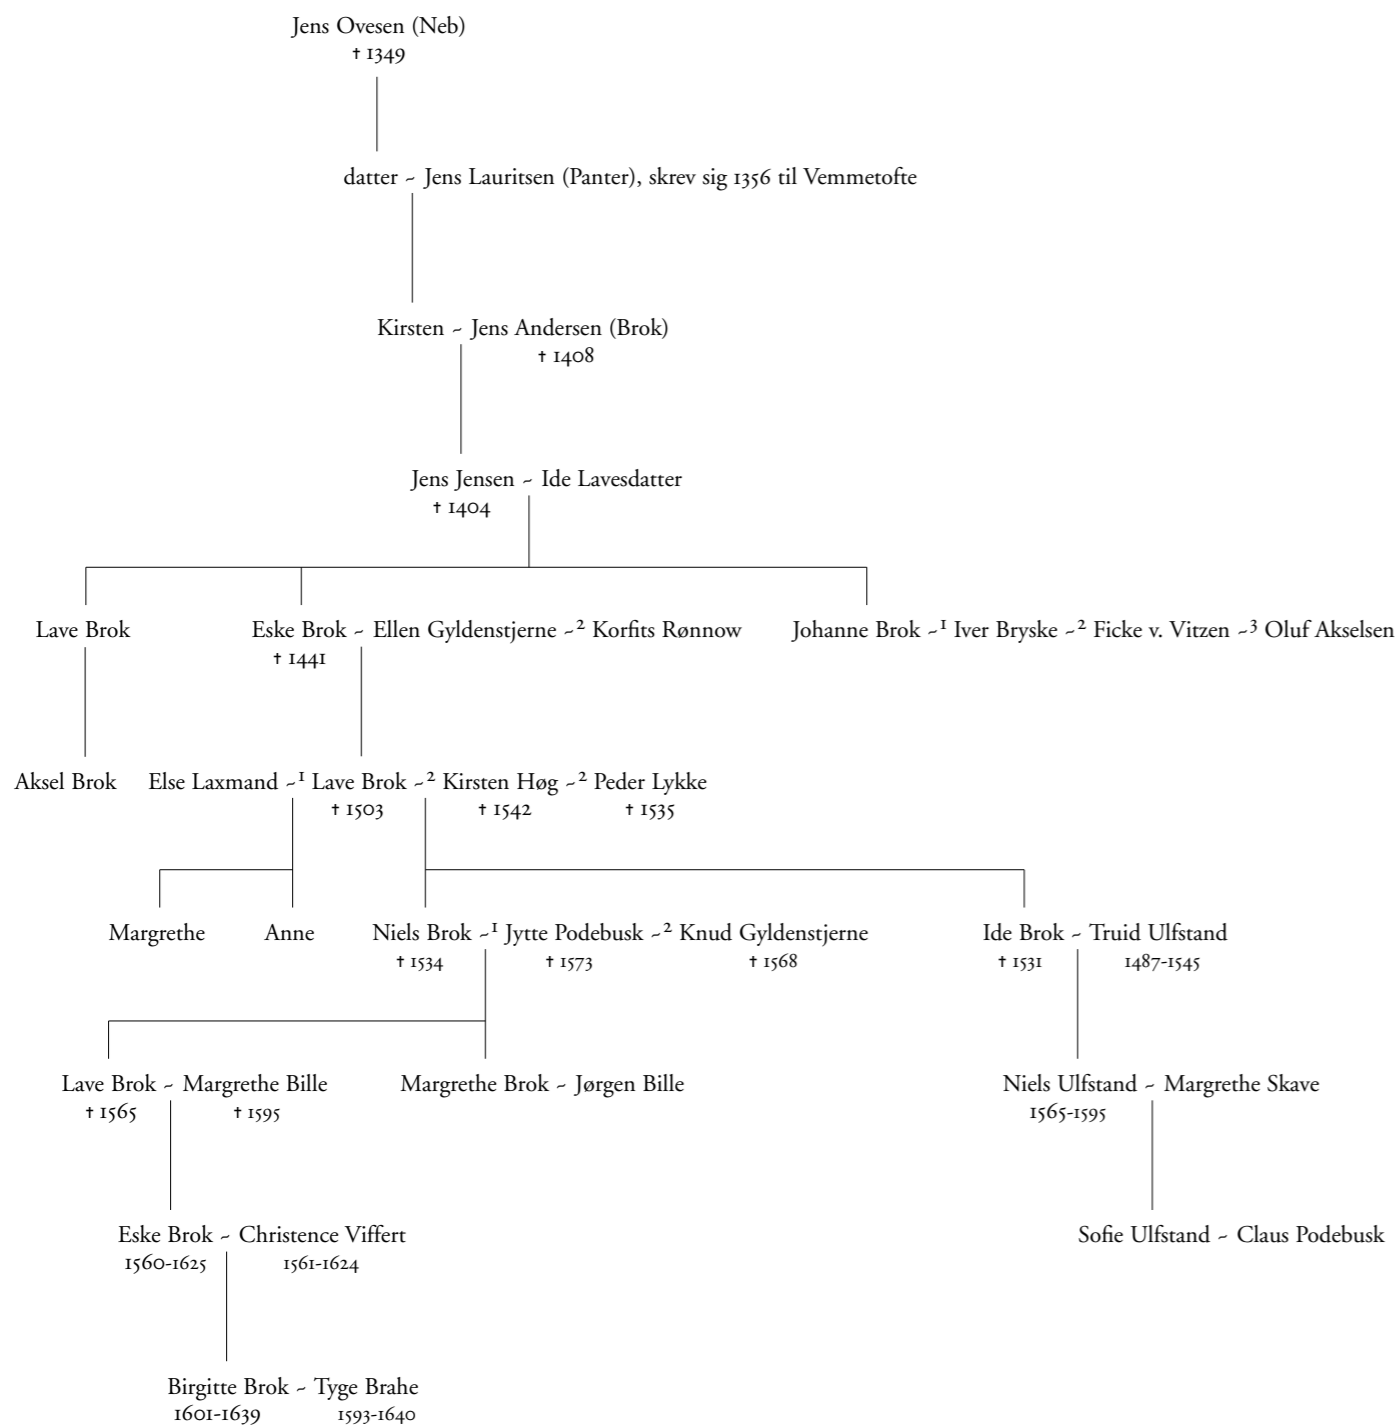 Jens Ovesen (Neb)
† 1349
datter ~ Jens Lauritsen (Panter), skrev sig 1356 til Vemmetofte
Kirsten ~ Jens Andersen (Brok)
† 1408
Jens Jensen ~ Ide Lavesdatter
† 1404
Lave Brok Eske Brok ~ Ellen Gyldenstjerne ~² Korfits Rønnow Johanne Brok ~¹ Iver Bryske ~² Ficke v. Vitzen ~³ Oluf Akselsen
† 1441
Aksel Brok Else Laxmand ~¹ Lave Brok ~² Kirsten Høg ~² Peder Lykke
† 1503 † 1542 † 1535
Margrethe Anne Niels Brok ~¹ Jytte Podebusk ~² Knud Gyldenstjerne Ide Brok ~ Truid Ulfstand
† 1534 † 1573 † 1568 † 1531 1487-1545
Lave Brok ~ Margrethe Bille Margrethe Brok ~ Jørgen Bille Niels Ulfstand ~ Margrethe Skave
† 1565 † 1595 1565-1595
Eske Brok ~ Christence Viffert Sofie Ulfstand ~ Claus Podebusk
1560-1625 1561-1624
Birgitte Brok ~ Tyge Brahe
1601-1639 1593-1640